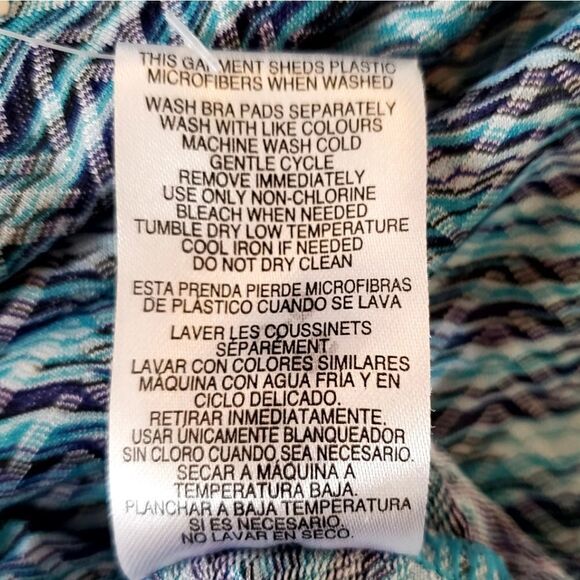 THIS GARMENT SHEDS PLASTIC
MICROFIBERS WHEN WASHED
WASH BRA PADS SEPARATELY
WASH WITH LIKE COLOURS
MACHINE WASH COLD
GENTLE CYCLE
REMOVE IMMEDIATELY
USE ONLY NON-CHLORINE
BLEACH WHEN NEEDED
TUMBLE DRY LOW TEMPERATURE
COOL IRON IF NEEDED
DO NOT DRY CLEAN
ESTA PRENDA PIERDE MICROFIBRAS
DE PLÁSTICO CUANDO SE LAVA
LAVER LES COUSSINETS
SÉPARÉMENT
LAVAR CON COLORES SIMILARES
MÁQUINA CON AGUA FRÍA Y EN
CICLO DELICADO.
RETIRAR INMEDIATAMENTE.
USAR UNICAMENTE BLANQUEADOR
SIN CLORO CUANDO SEA NECESARIO.
SECAR A MÁQUINA A
TEMPERATURA BAJA.
PLANCHAR A BAJA TEMPERATURA
SI ES NECESARIO.
NO LAVAR EN SECO.